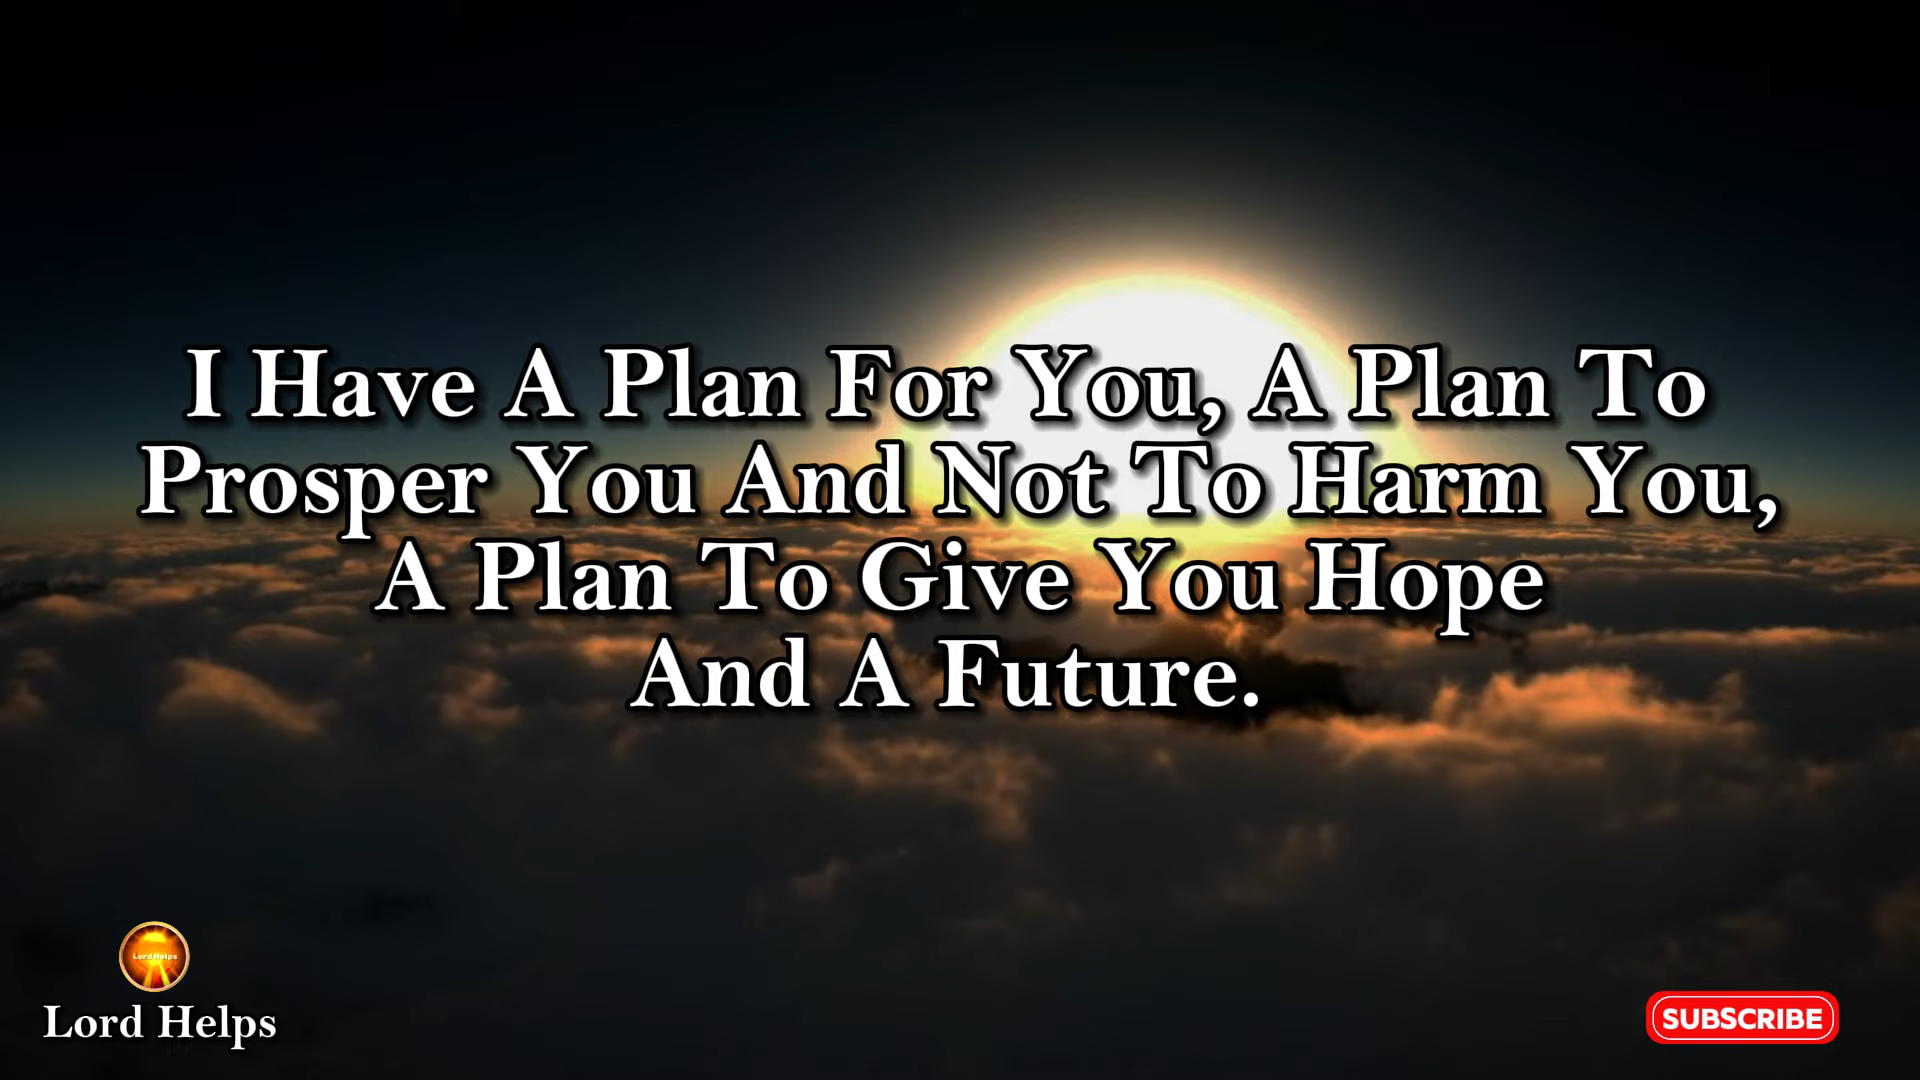 I Have A Plan For You, A Plan To
Prosper You And Not To Harm You,
A Plan To Give You Hope
And A Future.
LordHelps
Lord Helps
SUBSCRIBE